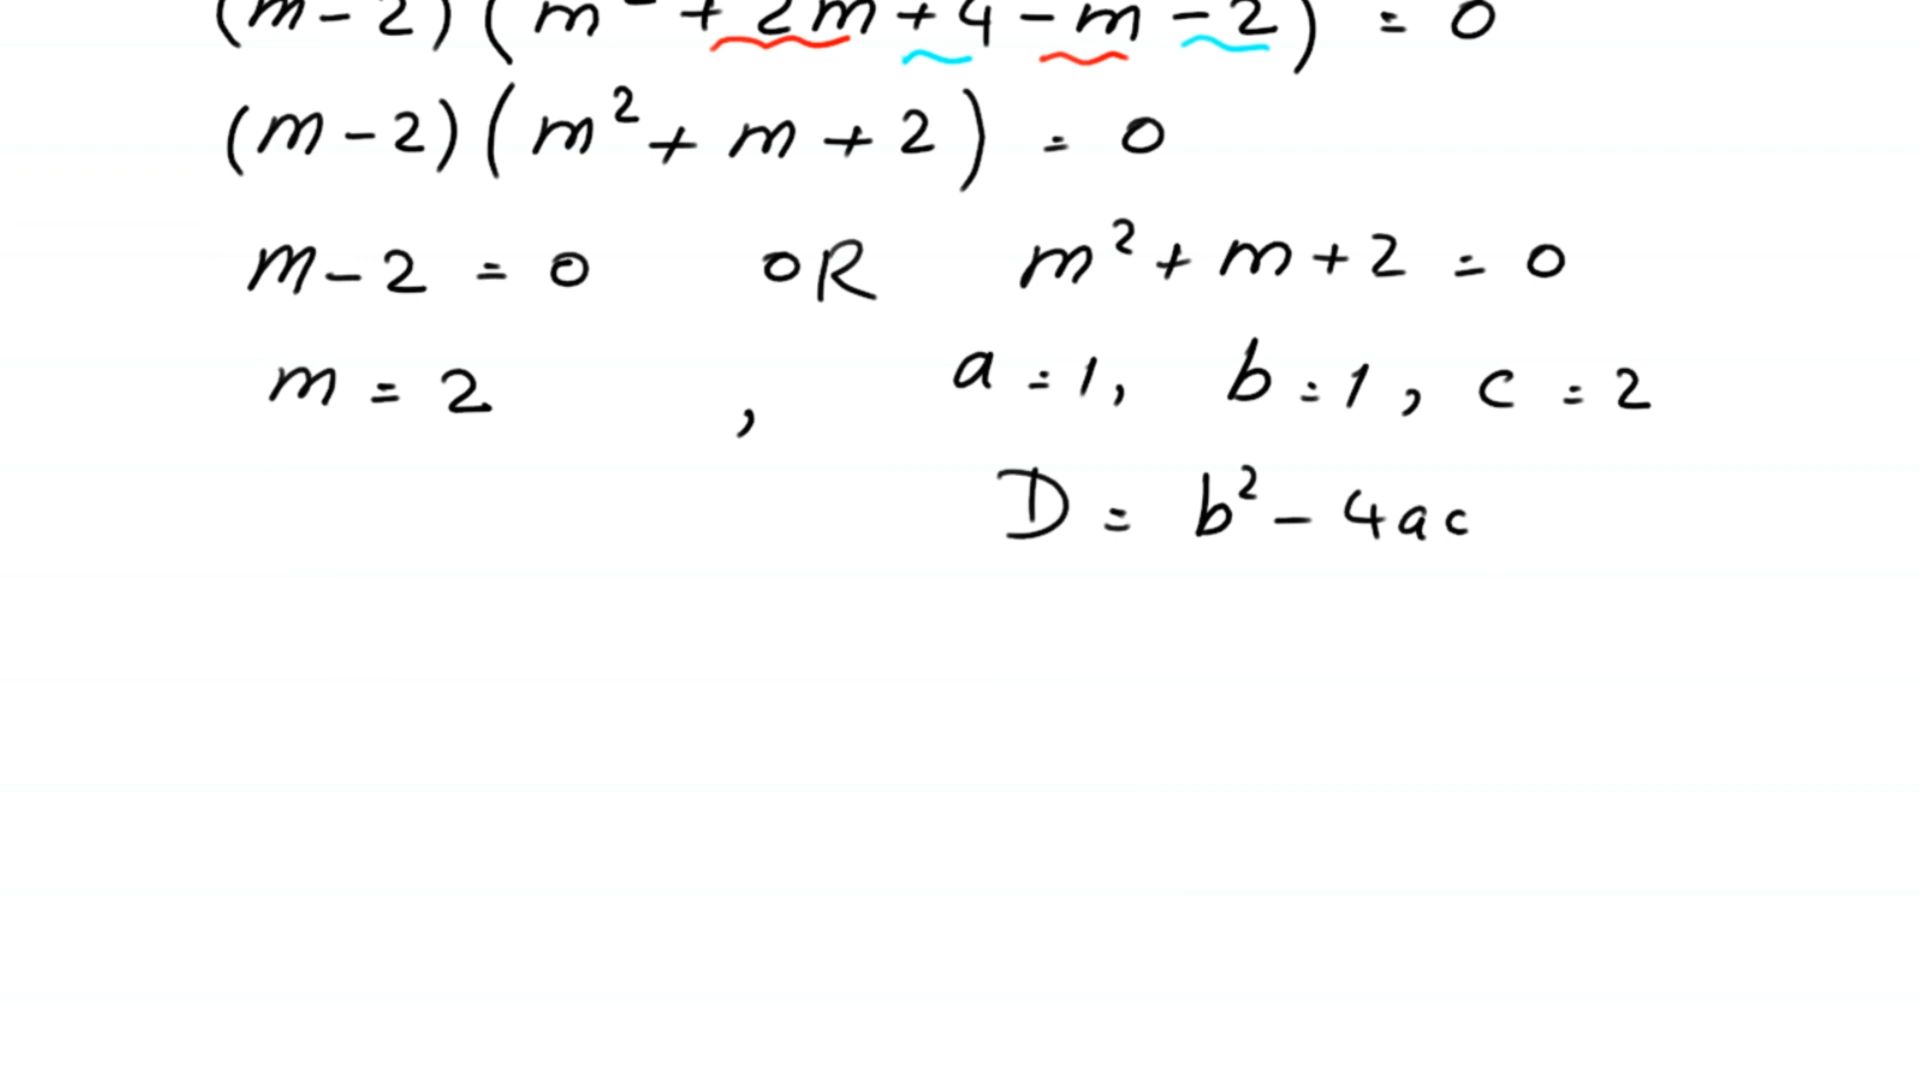 (m-2)(m² + 2m + 4 - m - 2) = 0
(m-2)(m² + m + 2) = 0
m-2 = 0 OR m² + m + 2 = 0
m = 2 , a = 1, b = 1, c = 2
D = b² - 4ac